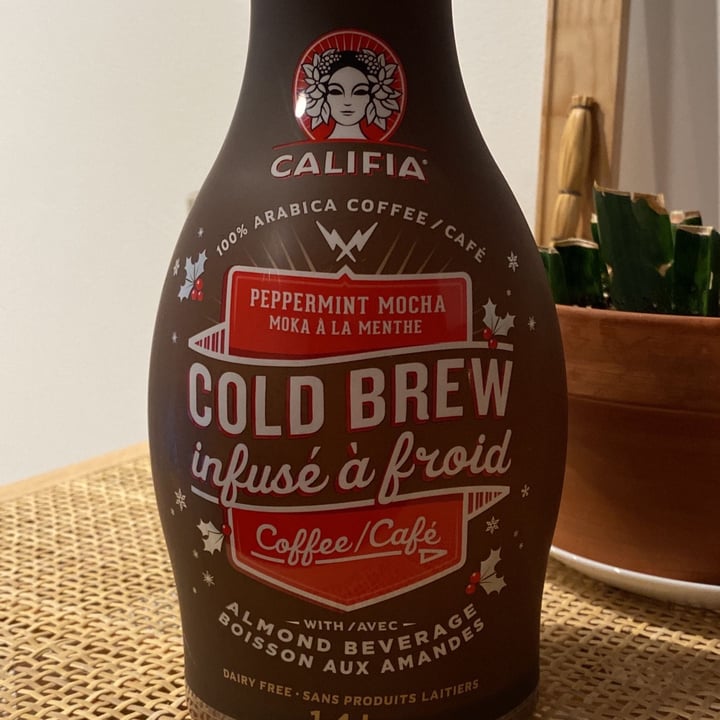 CALIFIA
100% ARABICA COFFEE / CAFÉ
PEPPERMINT MOCHA
MOKA À LA MENTHE
COLD BREW
infusé à froid
Coffee/Café
WITH / AVEC
ALMOND BEVERAGE
BOISSON AUX AMANDES
DAIRY FREE • SANS PRODUITS LAITIERS